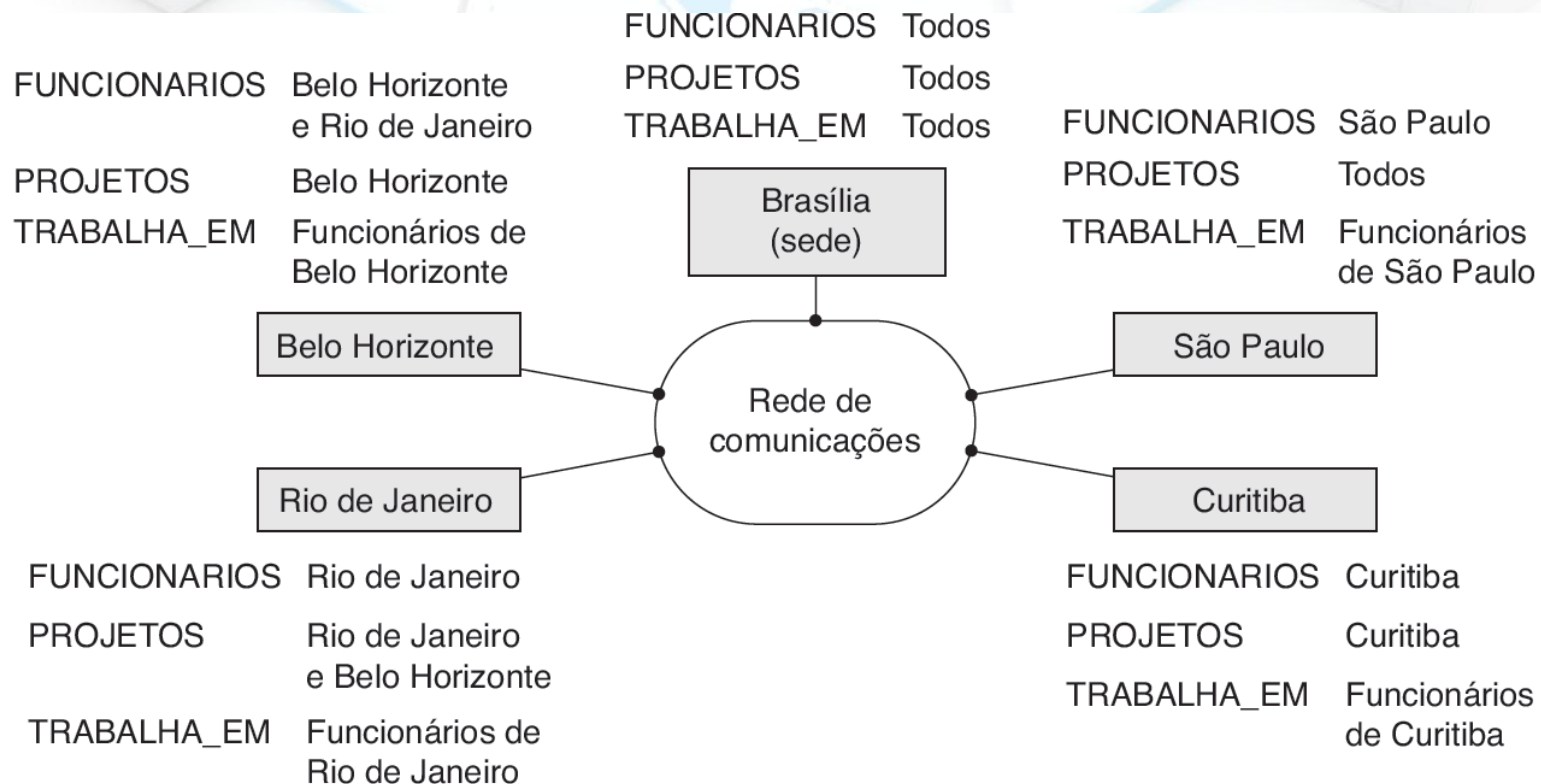 FUNCIONARIOS Todos
PROJETOS Todos
TRABALHA_EM Todos
FUNCIONARIOS Belo Horizonte
e Rio de Janeiro
PROJETOS Belo Horizonte
TRABALHA_EM Funcionários de
Belo Horizonte
FUNCIONARIOS São Paulo
PROJETOS Todos
TRABALHA_EM Funcionários
de São Paulo
Brasília
(sede)
Belo Horizonte
São Paulo
Rede de
comunicações
Rio de Janeiro
Curitiba
FUNCIONARIOS Rio de Janeiro
PROJETOS Rio de Janeiro
e Belo Horizonte
TRABALHA_EM Funcionários de
Rio de Janeiro
FUNCIONARIOS Curitiba
PROJETOS Curitiba
TRABALHA_EM Funcionários
de Curitiba